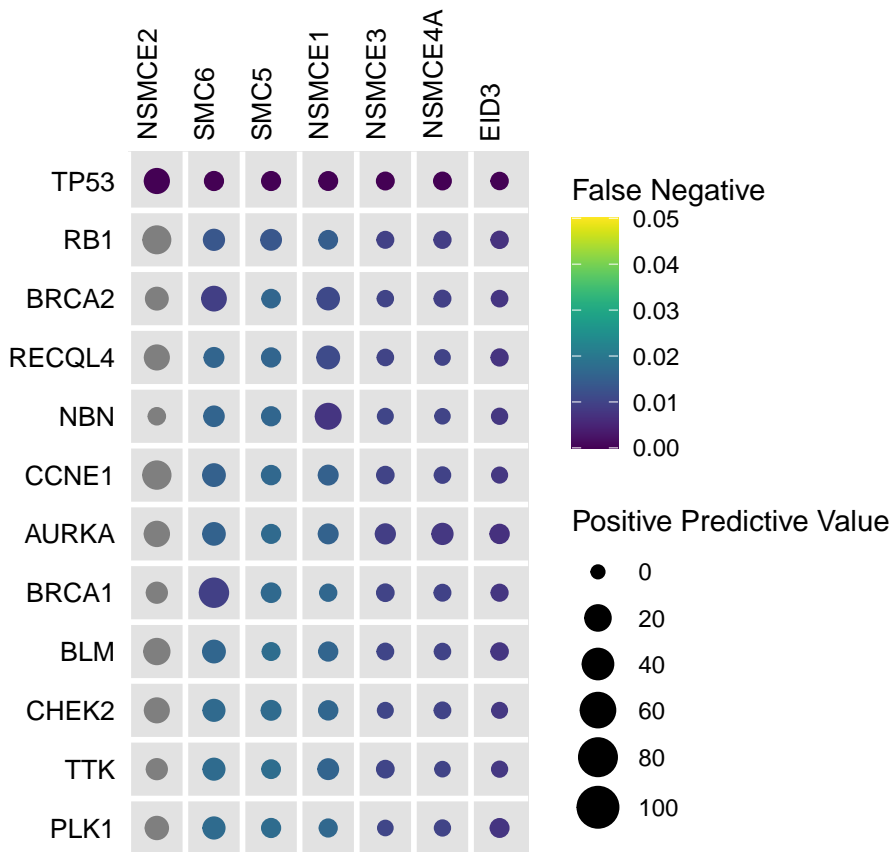 NSMCE2
SMC6
SMC5
NSMCE1
NSMCE3
NSMCE4A
EID3
TP53
RB1
BRCA2
RECQL4
NBN
CCNE1
AURKA
BRCA1
BLM
CHEK2
TTK
PLK1
False Negative
0.05
0.04
0.03
0.02
0.01
0.00
Positive Predictive Value
0
20
40
60
80
100